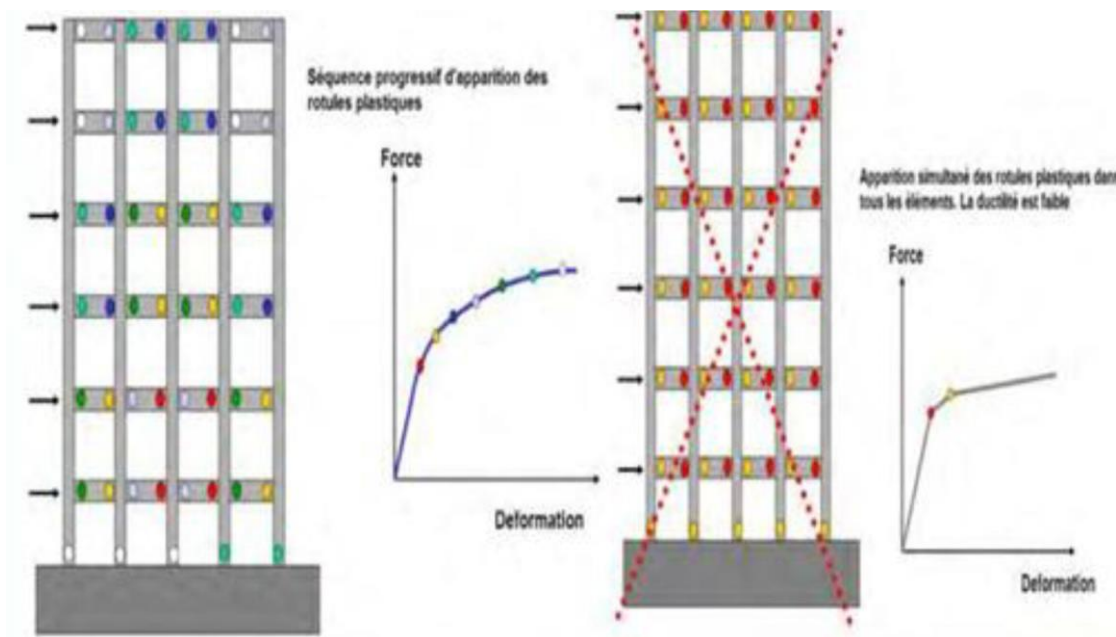 Séquence progressif d'apparition des
rotules plastiques
Force
Deformation
Apparition simultané des rotules plastiques dans
tous les éléments. La ductilité est faible
Force
Deformation